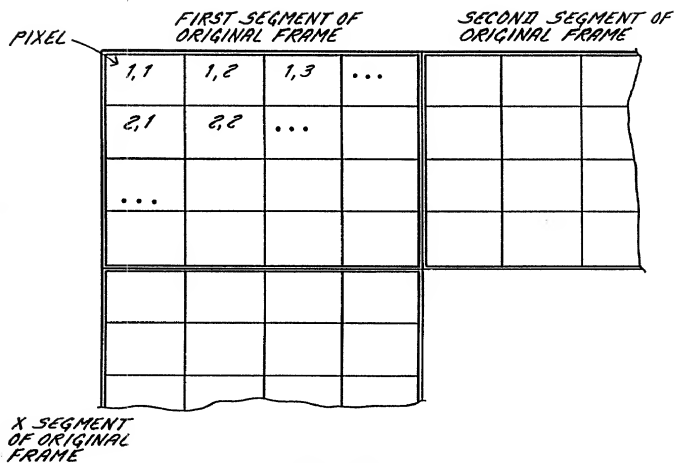 PIXEL
FIRST SEGMENT OF
ORIGINAL FRAME
SECOND SEGMENT OF
ORIGINAL FRAME
1,1 1,2 1,3 •••
2,1 2,2 •••
•••
X SEGMENT
OF ORIGINAL
FRAME